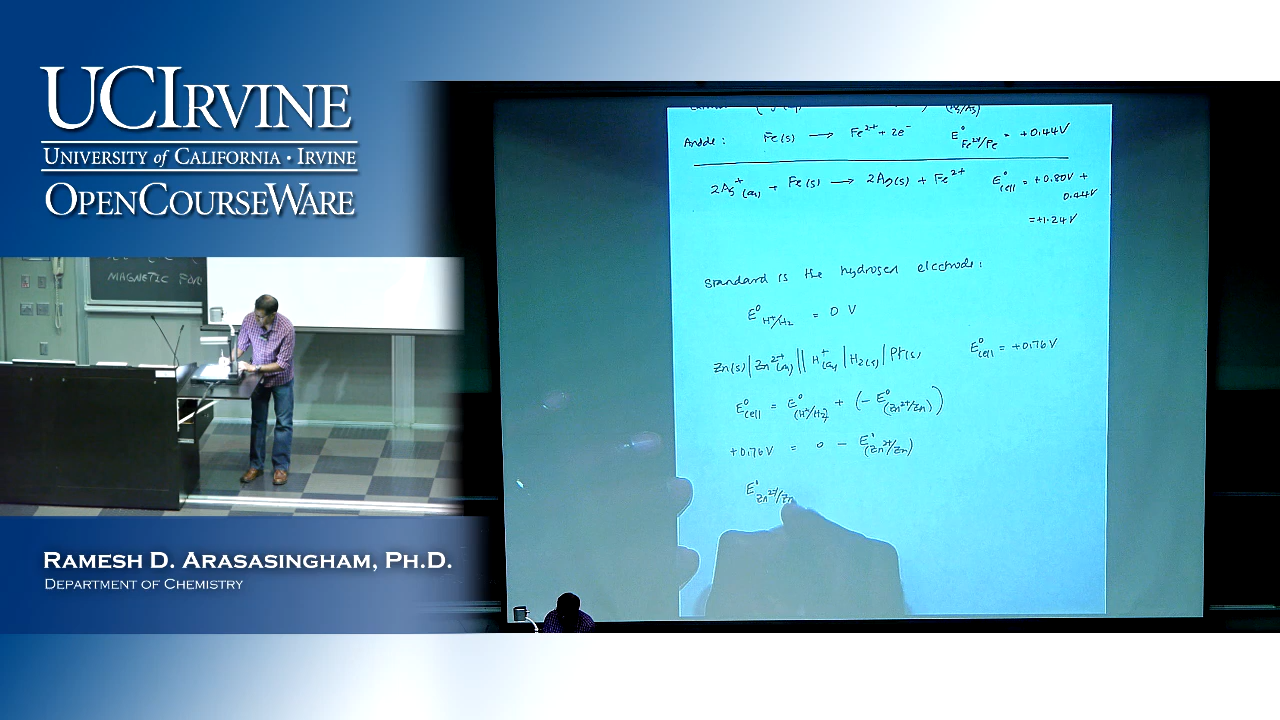 UCIRVINE
UNIVERSITY of CALIFORNIA · IRVINE
OPENCOURSEWARE
MAGNETIC
RAMESH D. ARASASINGHAM, PH.D.
DEPARTMENT OF CHEMISTRY
Anode: Fe(s) → Fe²⁺ + 2e⁻ E°Fe²⁺/Fe = +0.44V
2Ag⁺(aq) + Fe(s) → 2Ag(s) + Fe²⁺ E°cell = +0.80V +
0.44V
= +1.24V
Standard is the hydrogen electrode:
E°H⁺/H₂ = 0 V
Zn(s) | Zn²⁺(aq) || H⁺(aq) | H₂(g) | Pt(s) E°cell = +0.76V
E°cell = E°(H⁺/H₂) + (- E°(Zn²⁺/Zn))
+0.76V = 0 - E°(Zn²⁺/Zn)
E°Zn²⁺/Zn